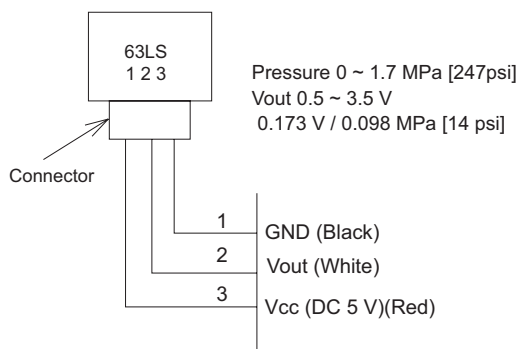 63LS
1 2 3
Pressure 0 ~ 1.7 MPa [247psi]
Vout 0.5 ~ 3.5 V
0.173 V / 0.098 MPa [14 psi]
Connector
1
GND (Black)
2
Vout (White)
3
Vcc (DC 5 V)(Red)